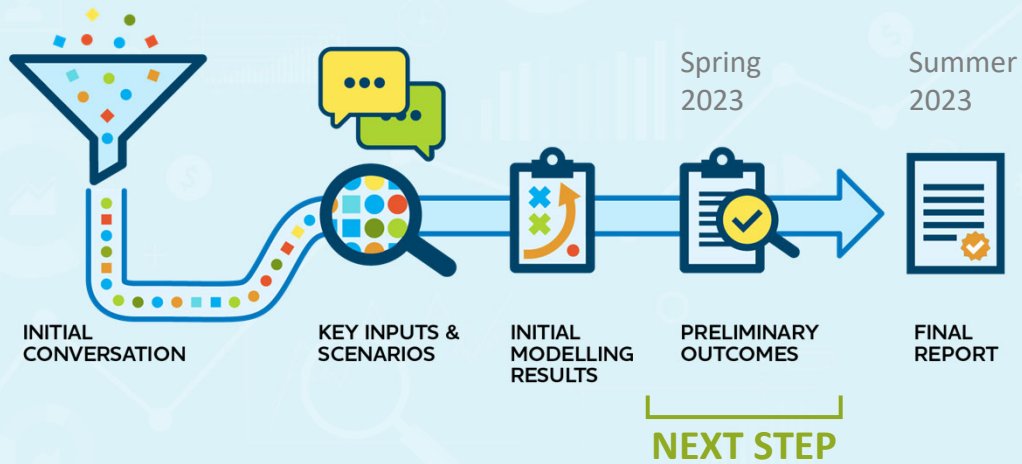 Spring
2023
Summer
2023
INITIAL
CONVERSATION
KEY INPUTS &
SCENARIOS
INITIAL
MODELLING
RESULTS
PRELIMINARY
OUTCOMES
FINAL
REPORT
NEXT STEP